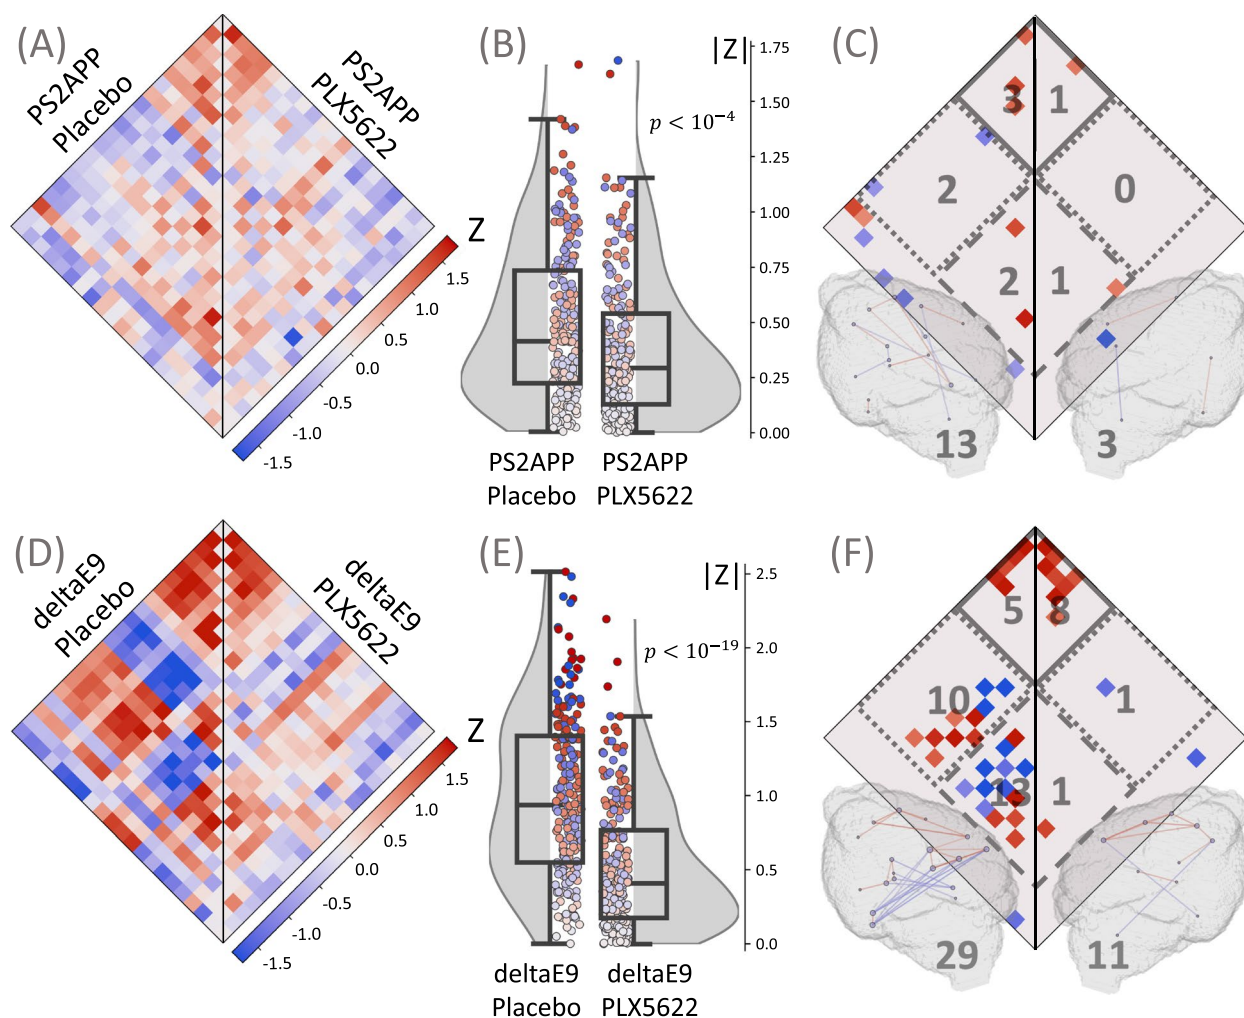 (A)
PS2APP
Placebo
PS2APP
PLX5622
Z
1.5
1.0
0.5
0.0
-0.5
-1.0
-1.5
(B)
|Z|
1.75
1.50
1.25
1.00
0.75
0.50
0.25
0.00
p < 10⁻⁴
PS2APP
Placebo
PS2APP
PLX5622
(C)
3 1
2 0
2 1
13 3
(D)
deltaE9
Placebo
deltaE9
PLX5622
Z
1.5
1.0
0.5
0.0
-0.5
-1.0
-1.5
(E)
|Z|
2.5
2.0
1.5
1.0
0.5
0.0
p < 10⁻¹⁹
deltaE9
Placebo
deltaE9
PLX5622
(F)
5 8
10 1
13 1
29 11